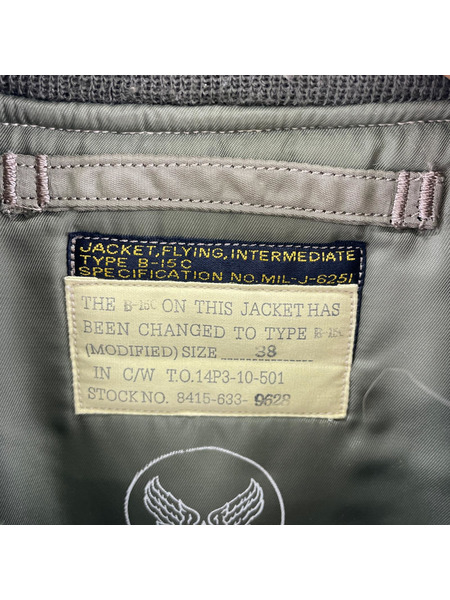 JACKET, FLYING, INTERMEDIATE
TYPE B-15C
SPECIFICATION NO. MIL-J-6251
THE B-15C ON THIS JACKET HAS
BEEN CHANGED TO TYPE B-15C
(MODIFIED) SIZE 38
IN C/W T.O.14P3-10-501
STOCK NO. 8415-633-9628